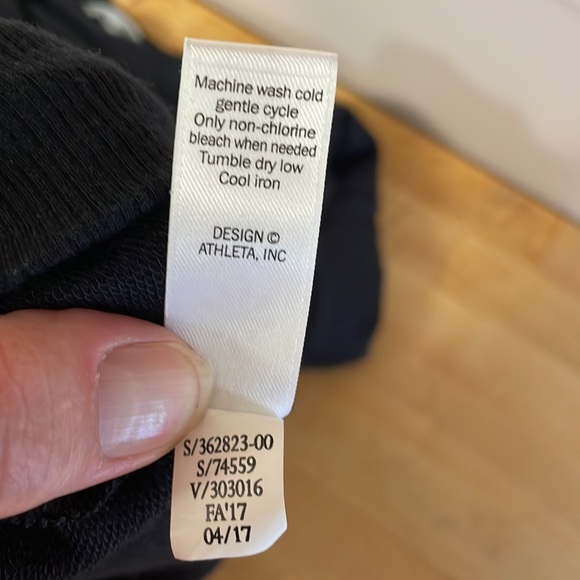 Machine wash cold
gentle cycle
Only non-chlorine
bleach when needed
Tumble dry low
Cool iron
DESIGN ©
ATHLETA, INC
S/362823-00
S/74559
V/303016
FA'17
04/17